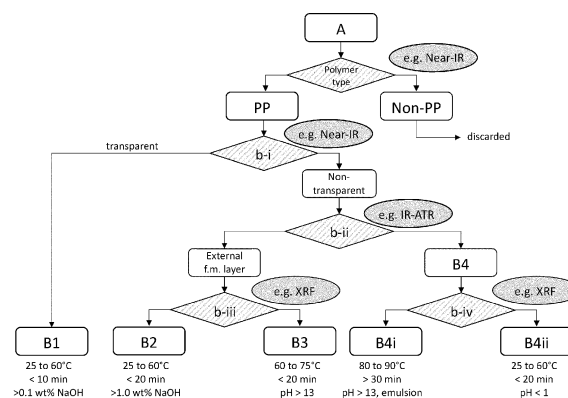 A
e.g. Near-IR
Polymer
type
PP
Non-PP
e.g. Near-IR
discarded
transparent
b-i
Non-
transparent
e.g. IR-ATR
b-ii
External
f.m. layer
B4
e.g. XRF
e.g. XRF
b-iii
b-iv
B1
B2
B3
B4i
B4ii
25 to 60°C
< 10 min
>0.1 wt% NaOH
25 to 60°C
< 20 min
>1.0 wt% NaOH
60 to 75°C
< 20 min
pH > 13
80 to 90°C
> 30 min
pH > 13, emulsion
25 to 60°C
< 20 min
pH < 1